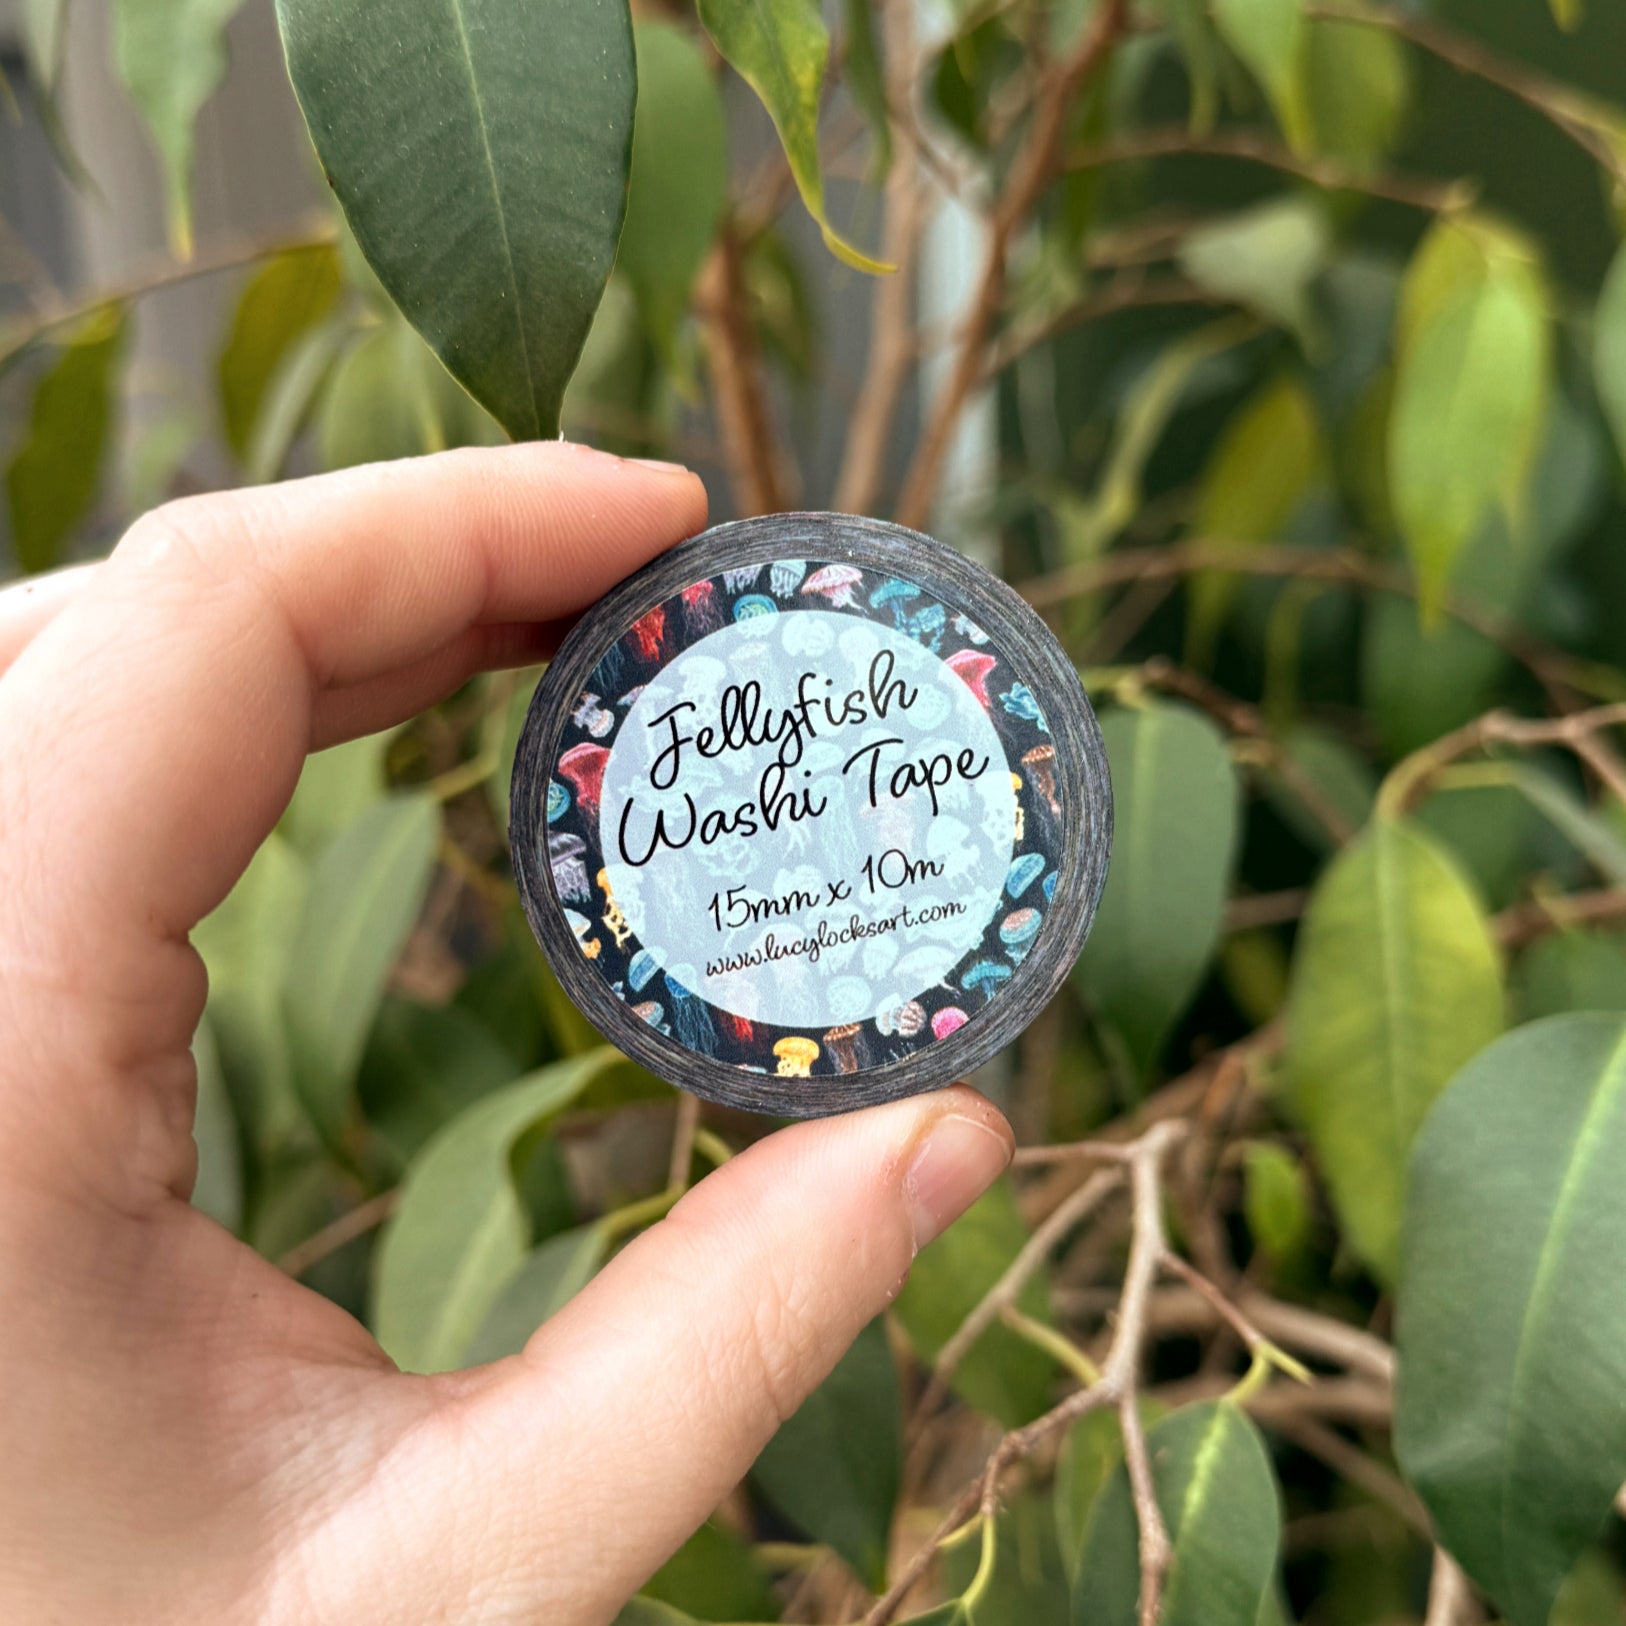 Jellyfish
Washi Tape
15mm x 10m
www.lucylocksart.com